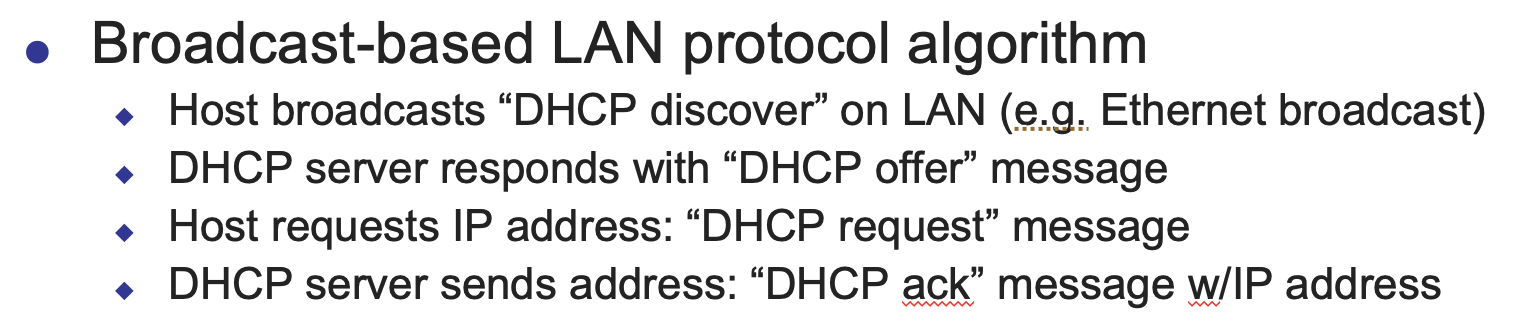 Broadcast-based LAN protocol algorithm
Host broadcasts “DHCP discover” on LAN (e.g. Ethernet broadcast)
DHCP server responds with “DHCP offer” message
Host requests IP address: “DHCP request” message
DHCP server sends address: “DHCP ack” message w/IP address